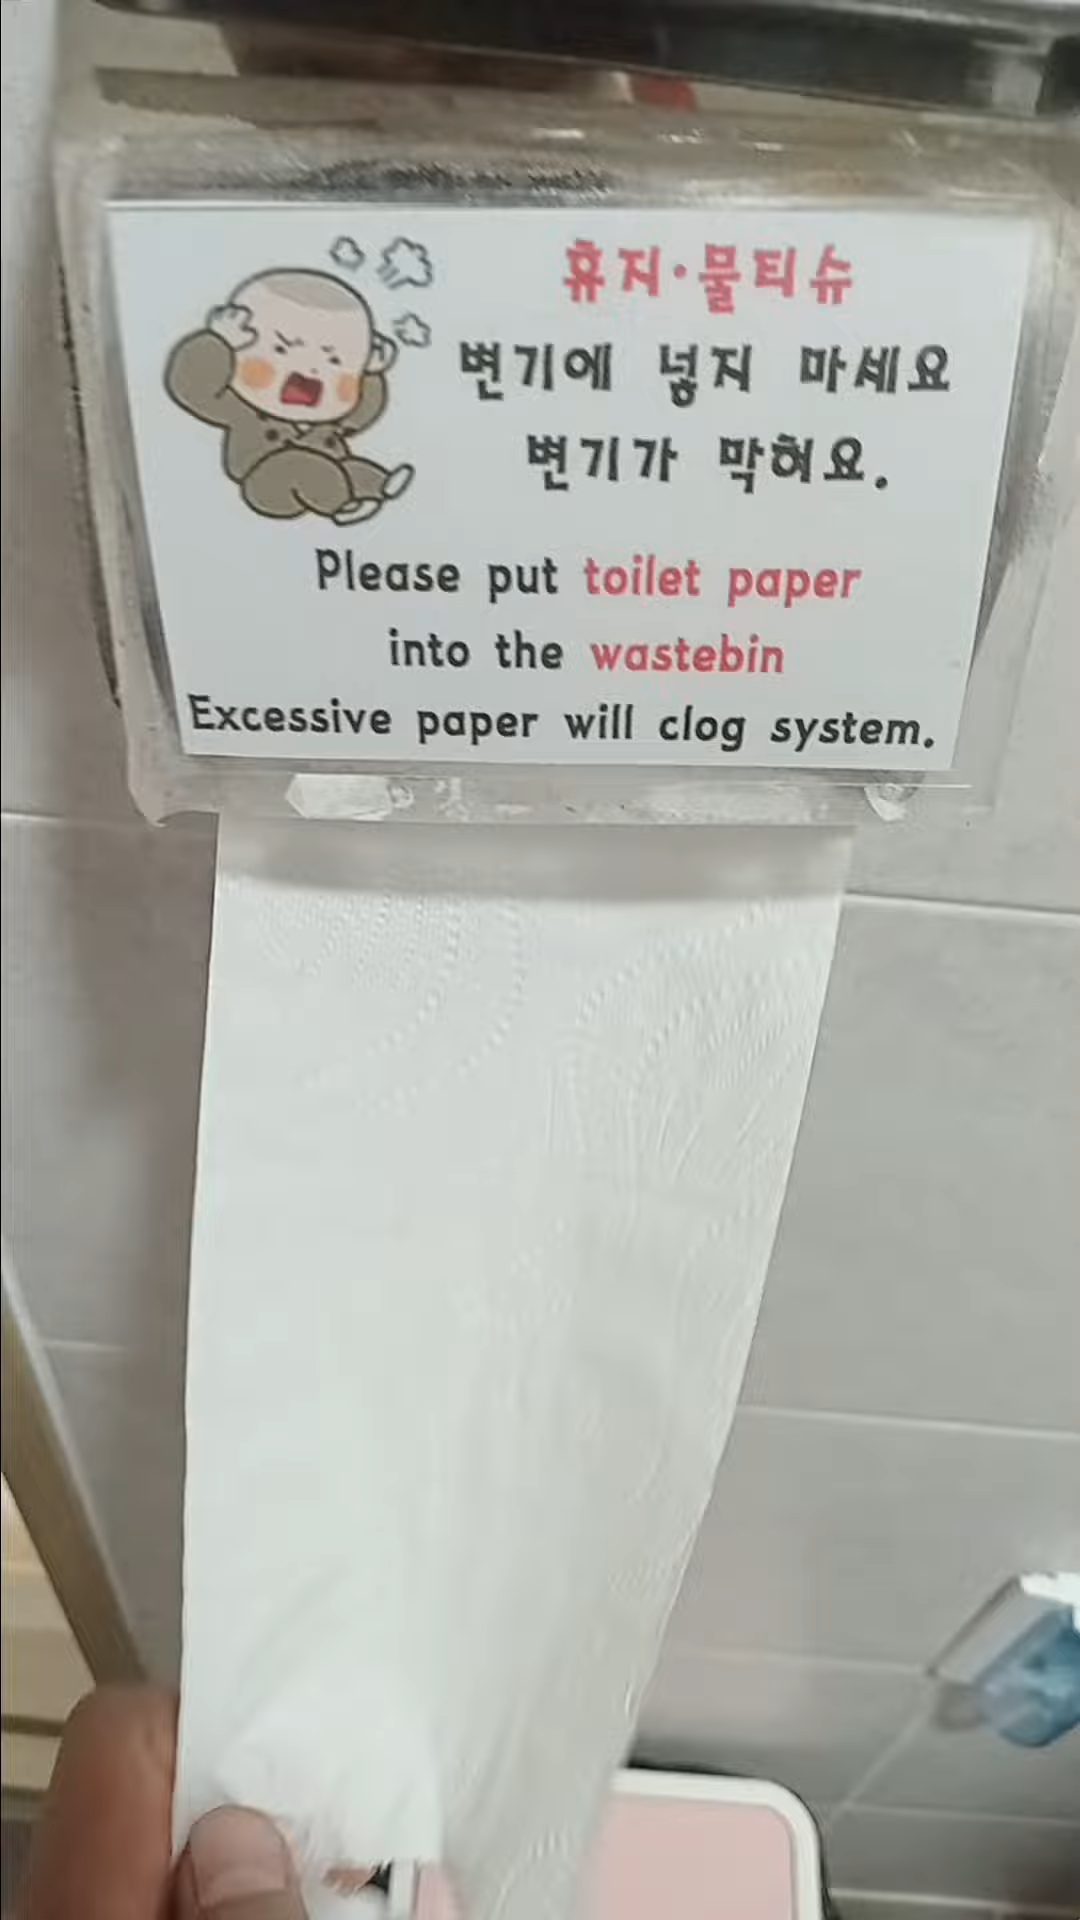 휴지·물티슈
변기에 넣지 마세요
변기가 막혀요.
Please put toilet paper
into the wastebin
Excessive paper will clog system.